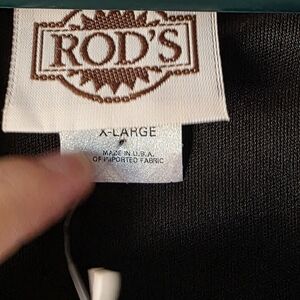 ROD'S
X-LARGE
MADE IN U.S.A.
OF IMPORTED FABRIC